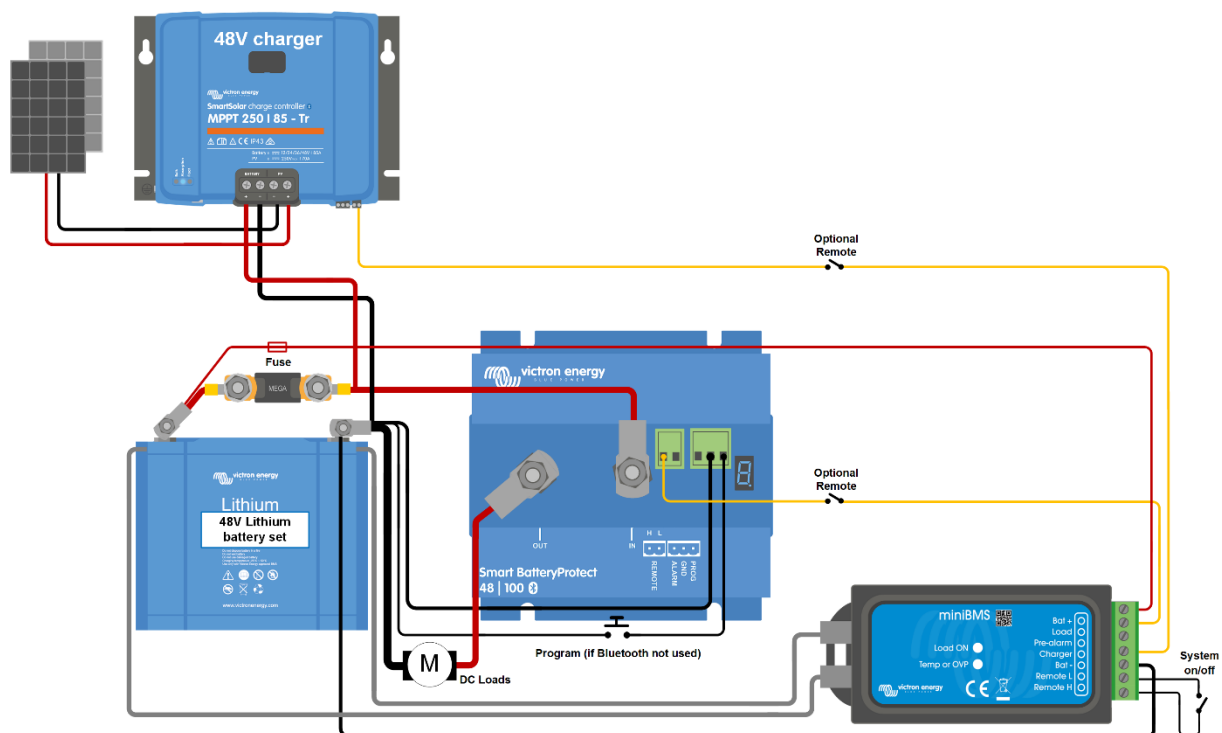 48V charger
victron energy
SmartSolar charge controller
MPPT 250 | 85 - Tr
IP43
BATTERY
PV
Optional
Remote
Fuse
MEGA
victron energy
BLUE POWER
victron energy
Lithium
48V Lithium
battery set
www.victronenergy.com
OUT
IN
H L
REMOTE
ALARM
GND
PROG
Smart BatteryProtect
48 | 100
Optional
Remote
Program (if Bluetooth not used)
M
DC Loads
miniBMS
Load ON
Temp or OVP
victron energy
Bat +
Load
Pre-alarm
Charger
Bat -
Remote L
Remote H
System
on/off